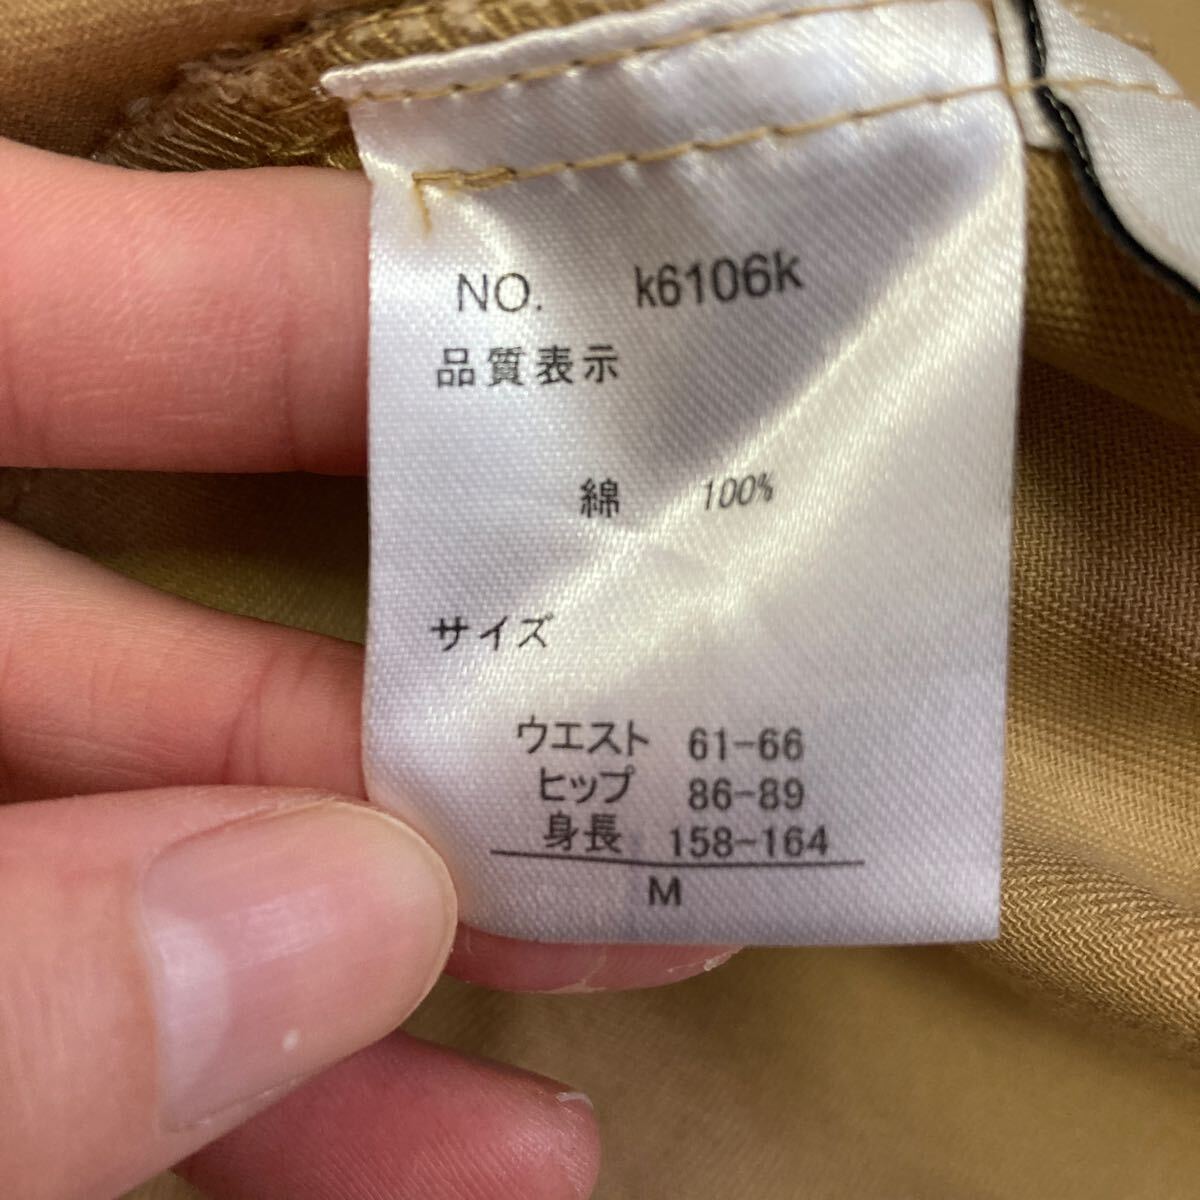 NO. k6106k
品質表示
綿 100%
サイズ
ウエスト 61-66
ヒップ 86-89
身長 158-164
M